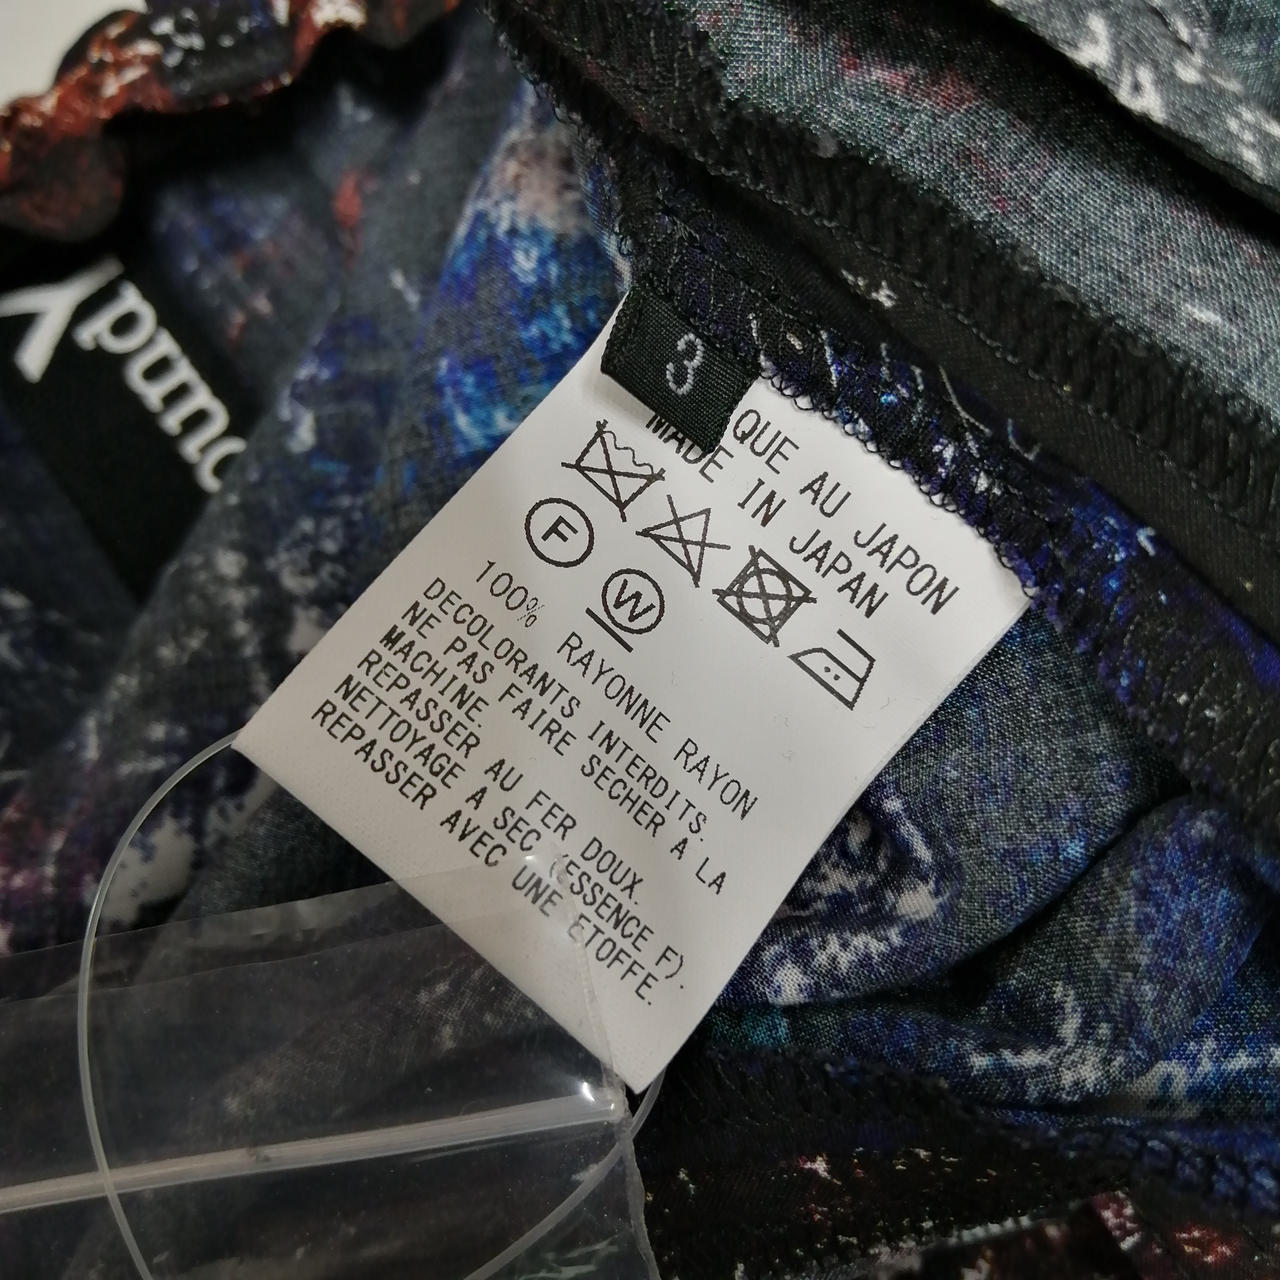 3
QUE AU JAPON
MADE IN JAPAN
F
W
100% RAYONNE RAYON
DECOLORANTS INTERDITS.
NE PAS FAIRE SECHER A LA
MACHINE.
REPASSER AU FER DOUX.
NETTOYAGE A SEC (ESSENCE F).
REPASSER AVEC UNE ETOFFE.